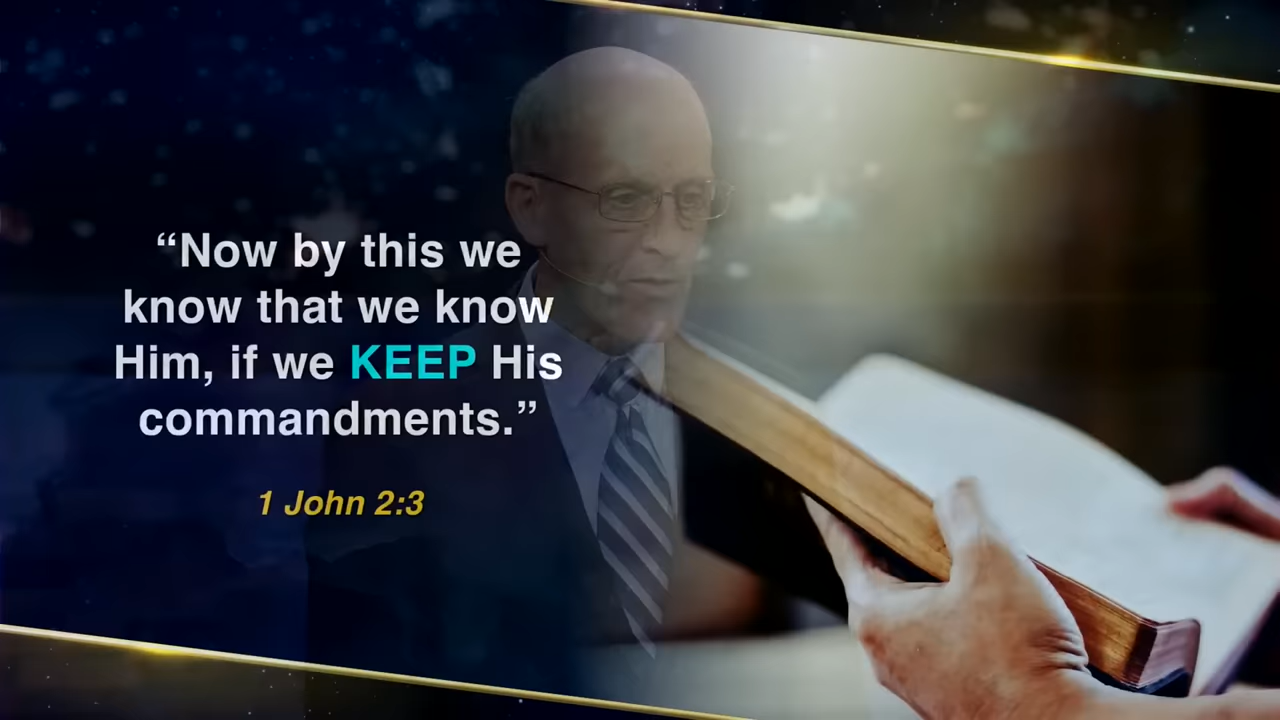 “Now by this we
know that we know
Him, if we KEEP His
commandments.”
1 John 2:3